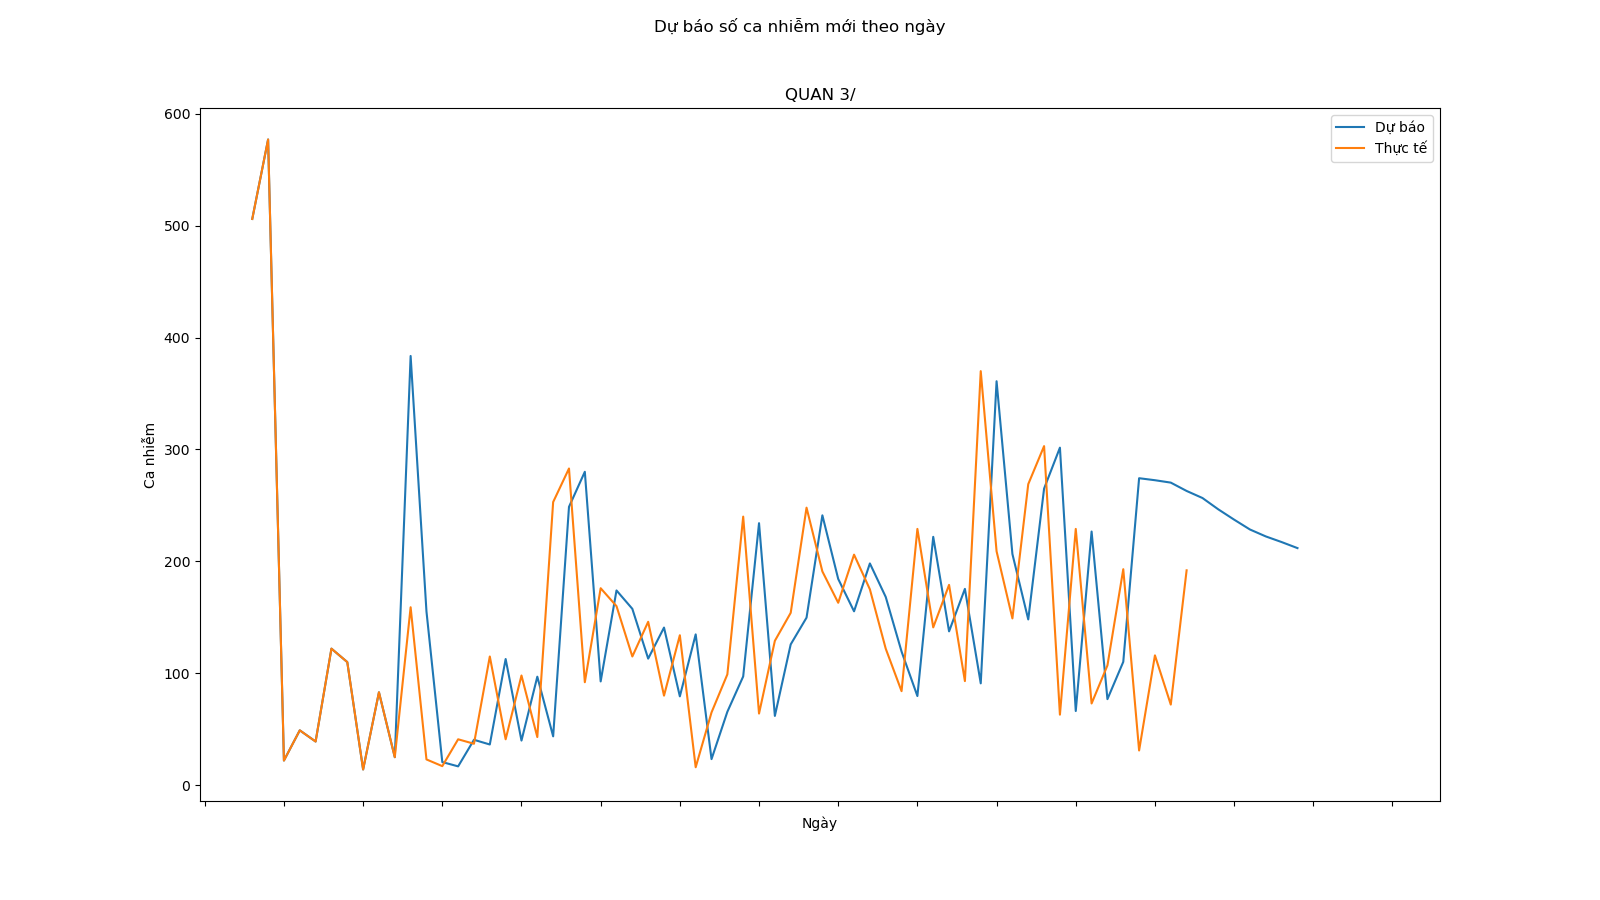 Dự báo số ca nhiễm mới theo ngày
QUAN 3/
Dự báo
Thực tế
600
500
400
300
200
100
0
Ca nhiễm
Ngày